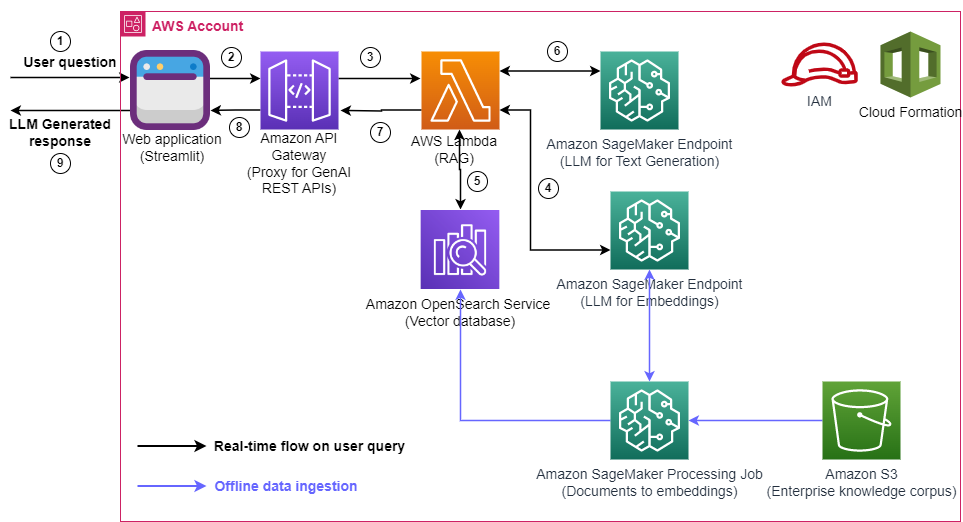 AWS Account
1
User question
2
3
6
IAM
Cloud Formation
LLM Generated
response
9
8
7
Web application
(Streamlit)
Amazon API
Gateway
(Proxy for GenAI
REST APIs)
AWS Lambda
(RAG)
Amazon SageMaker Endpoint
(LLM for Text Generation)
5
4
Amazon OpenSearch Service
(Vector database)
Amazon SageMaker Endpoint
(LLM for Embeddings)
Real-time flow on user query
Offline data ingestion
Amazon SageMaker Processing Job
(Documents to embeddings)
Amazon S3
(Enterprise knowledge corpus)